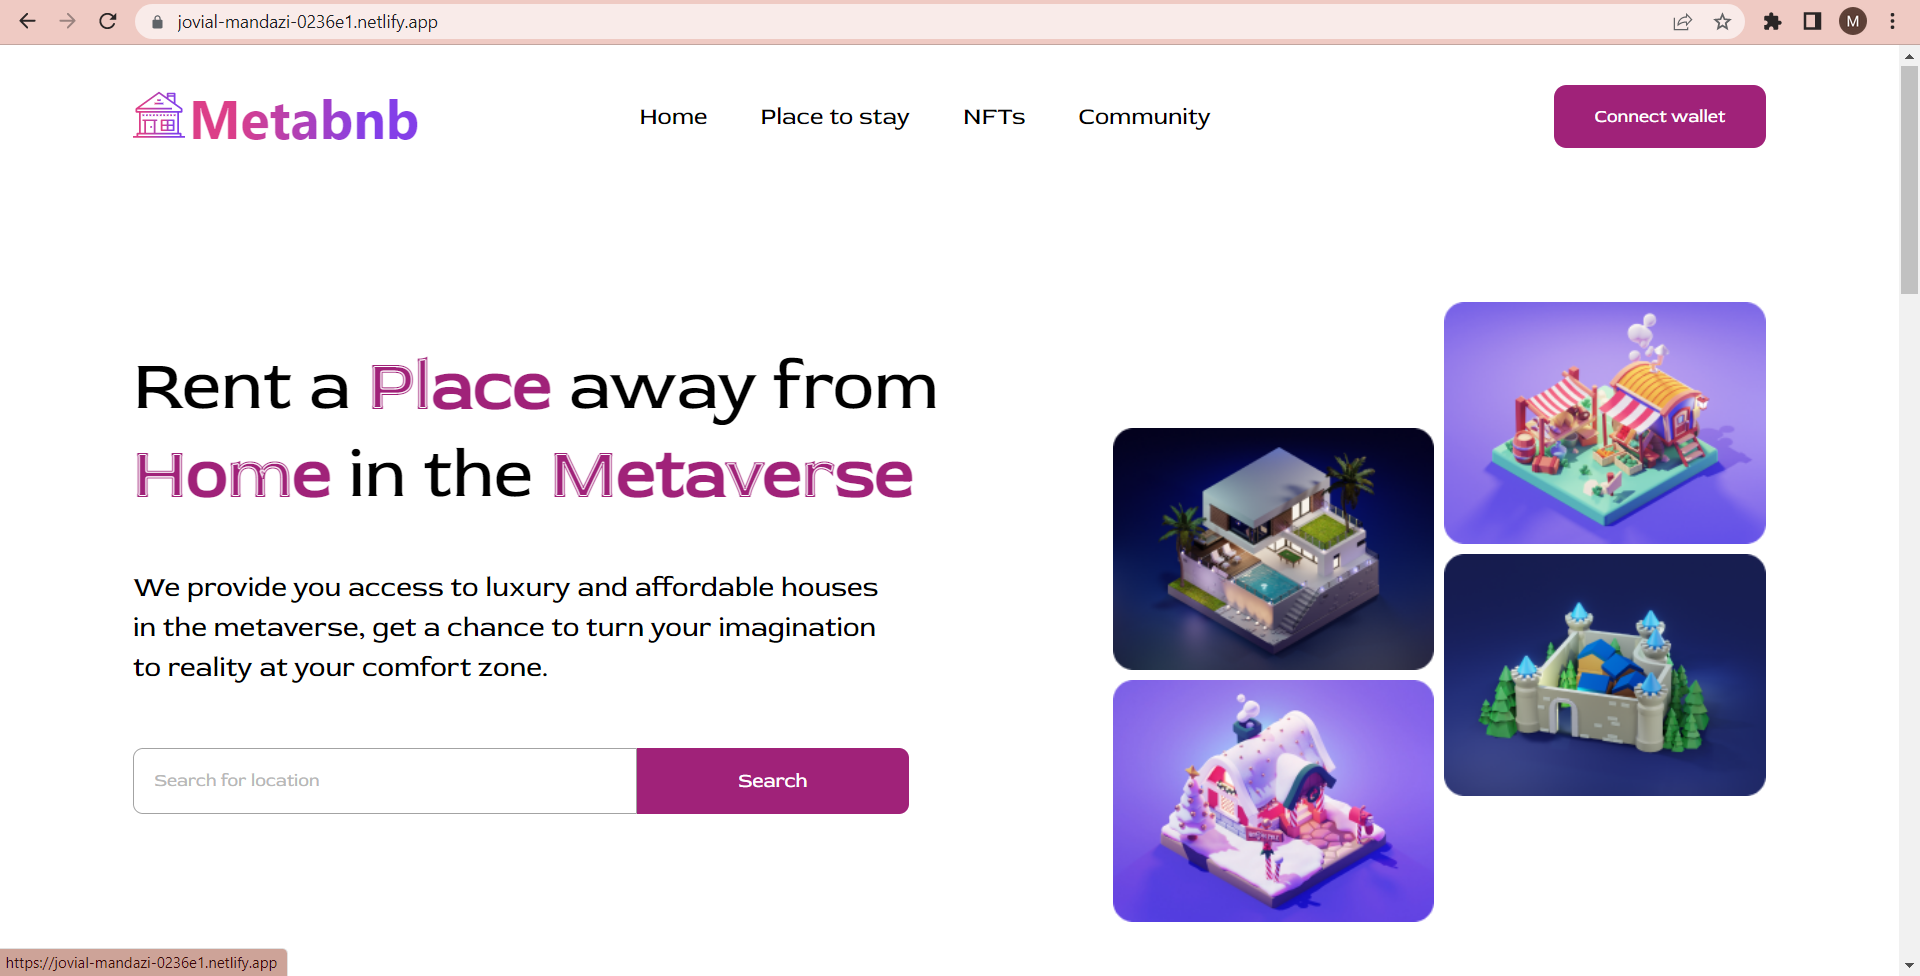 jovial-mandazi-0236e1.netlify.app
M
Metabnb
Home
Place to stay
NFTs
Community
Connect wallet
Rent a Place away from
Home in the Metaverse
We provide you access to luxury and affordable houses
in the metaverse, get a chance to turn your imagination
to reality at your comfort zone.
Search for location
Search
https://jovial-mandazi-0236e1.netlify.app